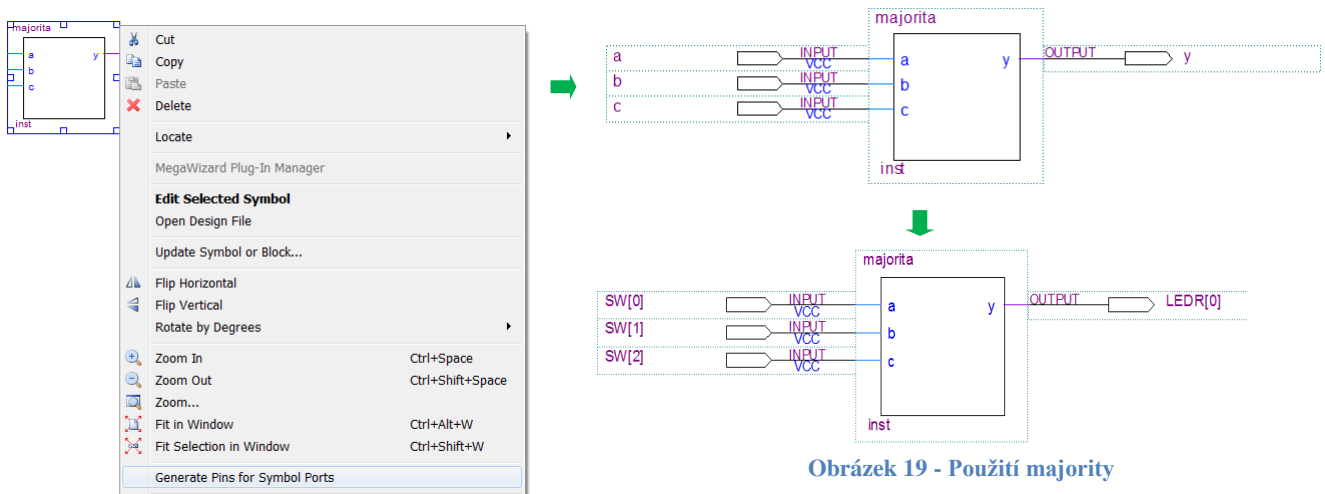 majorita
a y
b
c
inst
Cut
Copy
Paste
Delete
Locate
MegaWizard Plug-In Manager
Edit Selected Symbol
Open Design File
Update Symbol or Block...
Flip Horizontal
Flip Vertical
Rotate by Degrees
Zoom In Ctrl+Space
Zoom Out Ctrl+Shift+Space
Zoom...
Fit in Window Ctrl+Alt+W
Fit Selection in Window Ctrl+Shift+W
Generate Pins for Symbol Ports
majorita
a INPUT VCC a y OUTPUT y
b INPUT VCC b
c INPUT VCC c
inst
majorita
SW[0] INPUT VCC a y OUTPUT LEDR[0]
SW[1] INPUT VCC b
SW[2] INPUT VCC c
inst
Obrázek 19 - Použití majority